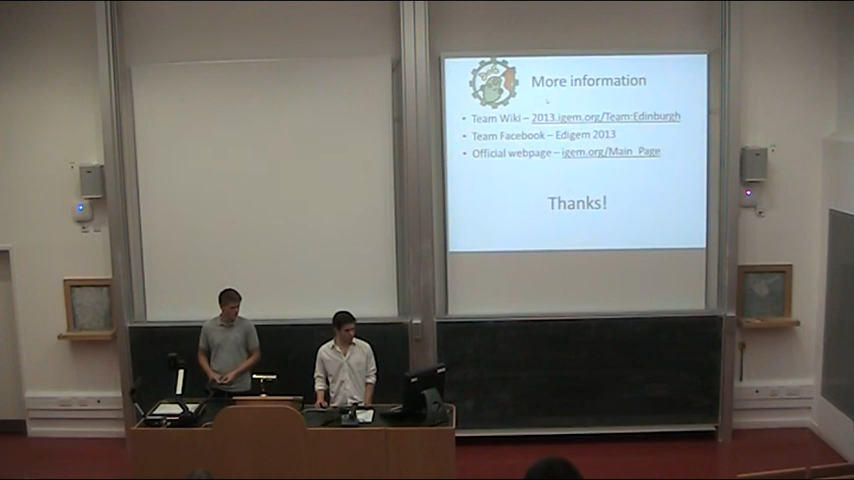 More information
• Team Wiki – 2013.igem.org/Team:Edinburgh
• Team Facebook – Edigem 2013
• Official webpage – igem.org/Main_Page
Thanks!